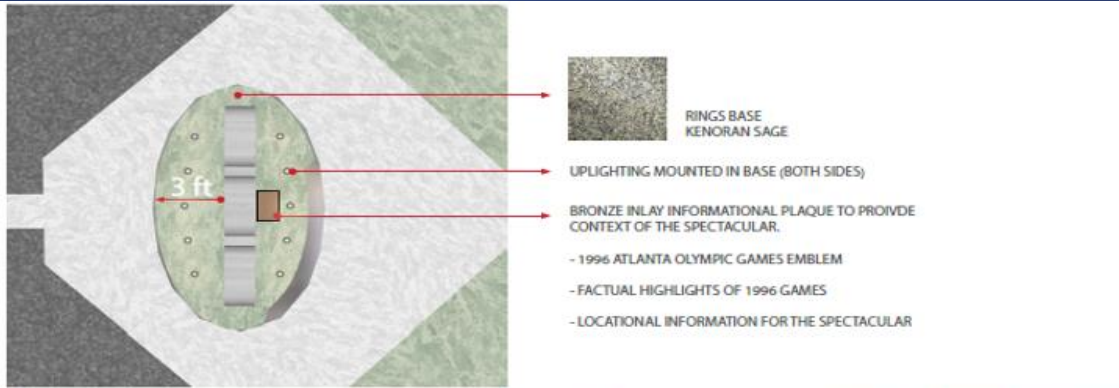 RINGS BASE
KENORAN SAGE
UPLIGHTING MOUNTED IN BASE (BOTH SIDES)
3 ft
BRONZE INLAY INFORMATIONAL PLAQUE TO PROIVDE
CONTEXT OF THE SPECTACULAR.
- 1996 ATLANTA OLYMPIC GAMES EMBLEM
- FACTUAL HIGHLIGHTS OF 1996 GAMES
- LOCATIONAL INFORMATION FOR THE SPECTACULAR